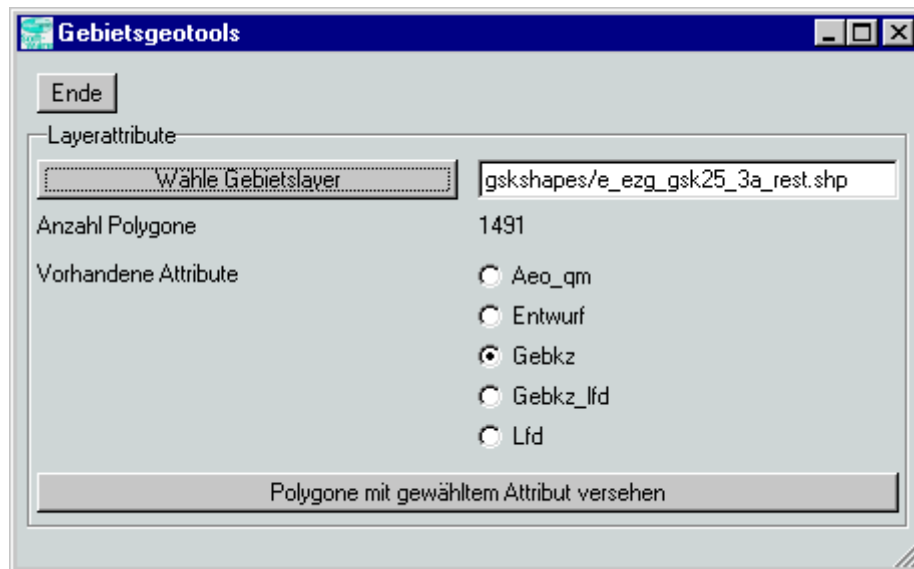 Gebietsgeotools
Ende
Layerattribute
Wähle Gebietslayer
gskshapes/e_ezg_gsk25_3a_rest.shp
Anzahl Polygone 1491
Vorhandene Attribute
Aeo_qm
Entwurf
Gebkz
Gebkz_lfd
Lfd
Polygone mit gewähltem Attribut versehen